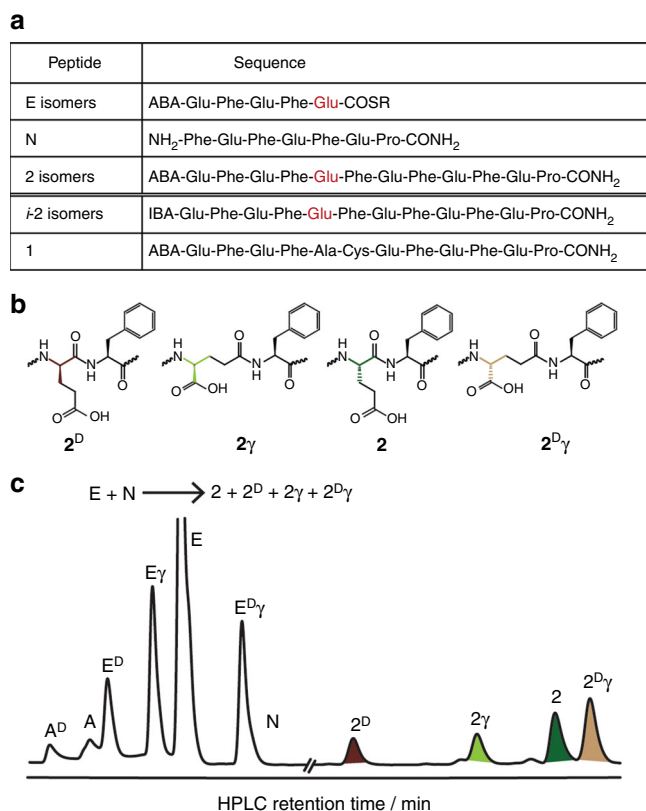 a
Peptide Sequence
E isomers ABA-Glu-Phe-Glu-Phe-Glu-COSR
N NH₂-Phe-Glu-Phe-Glu-Phe-Glu-Pro-CONH₂
2 isomers ABA-Glu-Phe-Glu-Phe-Glu-Phe-Glu-Phe-Glu-Phe-Glu-Pro-CONH₂
i-2 isomers IBA-Glu-Phe-Glu-Phe-Glu-Phe-Glu-Phe-Glu-Phe-Glu-Pro-CONH₂
1 ABA-Glu-Phe-Glu-Phe-Ala-Cys-Glu-Phe-Glu-Phe-Glu-Pro-CONH₂
b
H N O N H O O OH
H N O OH O N H O
H N O N H O O OH
H N O OH O N H O
2ᴰ 2γ 2 2ᴰγ
c
E + N 2 + 2ᴰ + 2γ + 2ᴰγ
Aᴰ A Eᴰ Eγ E Eᴰγ N 2ᴰ 2γ 2 2ᴰγ
HPLC retention time / min